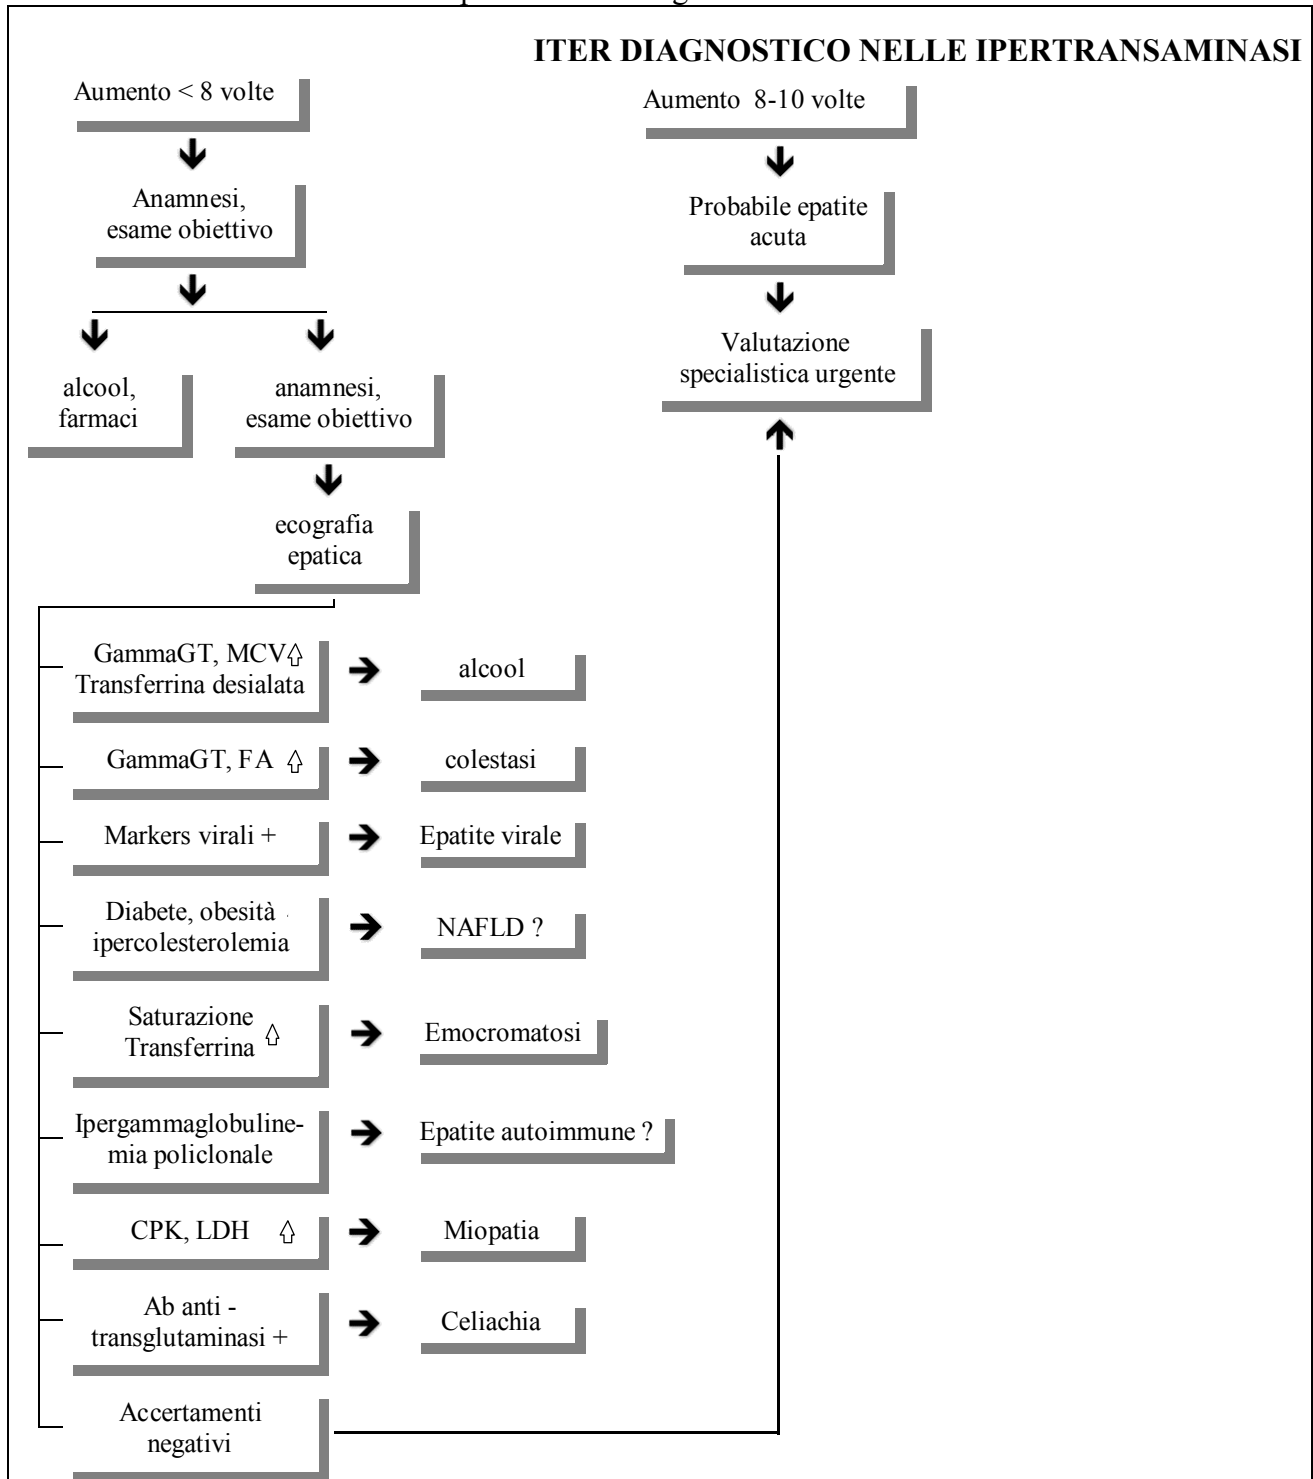 ITER DIAGNOSTICO NELLE IPERTRANSAMINASI
Aumento < 8 volte
Anamnesi,
esame obiettivo
alcool,
farmaci
anamnesi,
esame obiettivo
ecografia
epatica
Aumento 8-10 volte
Probabile epatite
acuta
Valutazione
specialistica urgente
GammaGT, MCV⇧
Transferrina desialata
alcool
GammaGT, FA ⇧
colestasi
Markers virali +
Epatite virale
Diabete, obesità
ipercolesterolemia
NAFLD ?
Saturazione
Transferrina ⇧
Emocromatosi
Ipergammaglobuline-
mia policlonale
Epatite autoimmune ?
CPK, LDH ⇧
Miopatia
Ab anti -
transglutaminasi +
Celiachia
Accertamenti
negativi